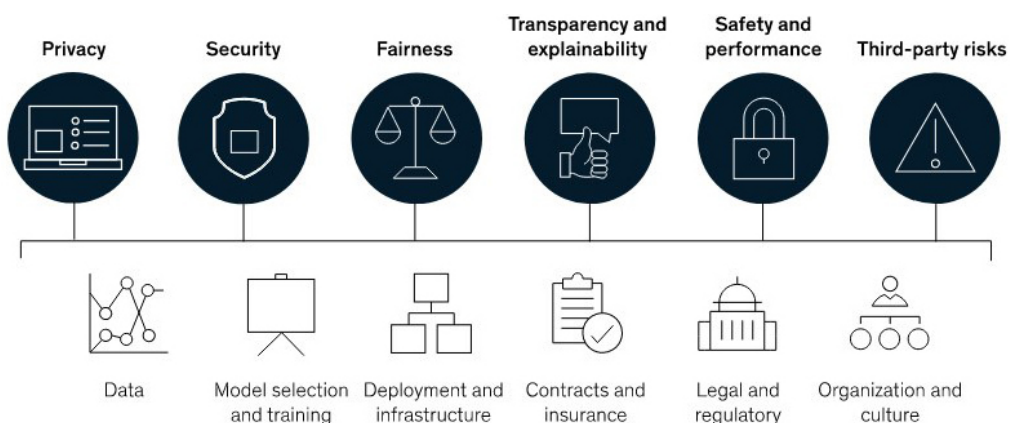 Privacy
Security
Fairness
Transparency and
explainability
Safety and
performance
Third-party risks
Data
Model selection
and training
Deployment and
infrastructure
Contracts and
insurance
Legal and
regulatory
Organization and
culture